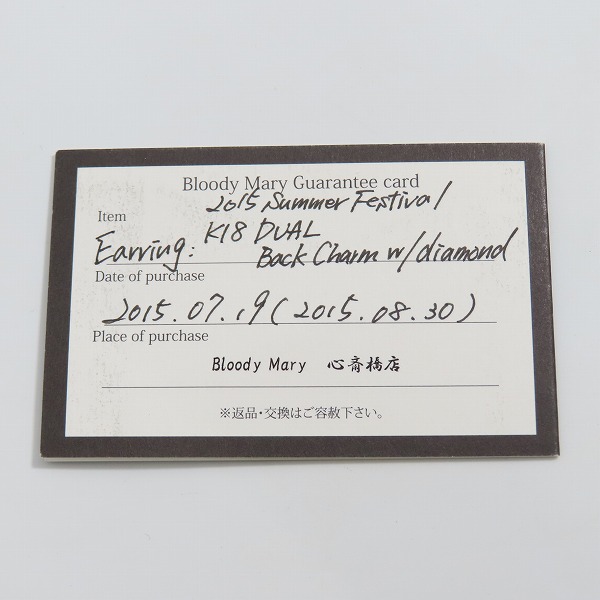 Bloody Mary Guarantee card
2015 Summer Festival
Item
Earring: K18 DUAL
Back Charm w/diamond
Date of purchase
2015.07.19(2015.08.30)
Place of purchase
Bloody Mary 心斎橋店
※返品・交換はご容赦下さい。